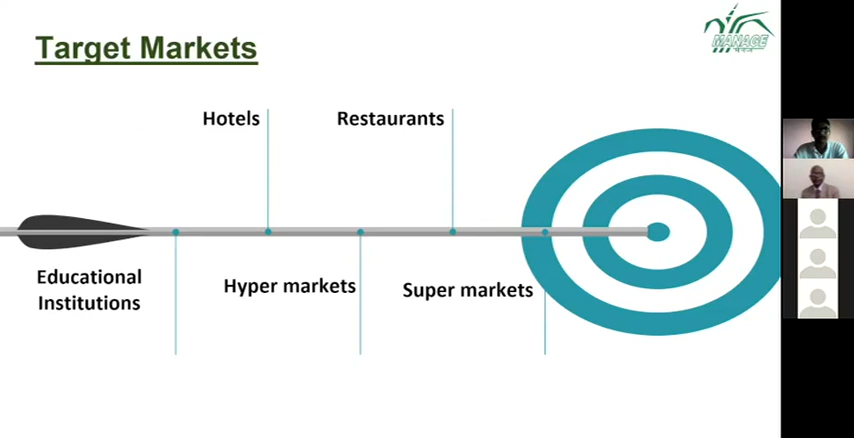 Target Markets
MANAGE
मैनेज
Hotels
Restaurants
Educational
Institutions
Hyper markets
Super markets